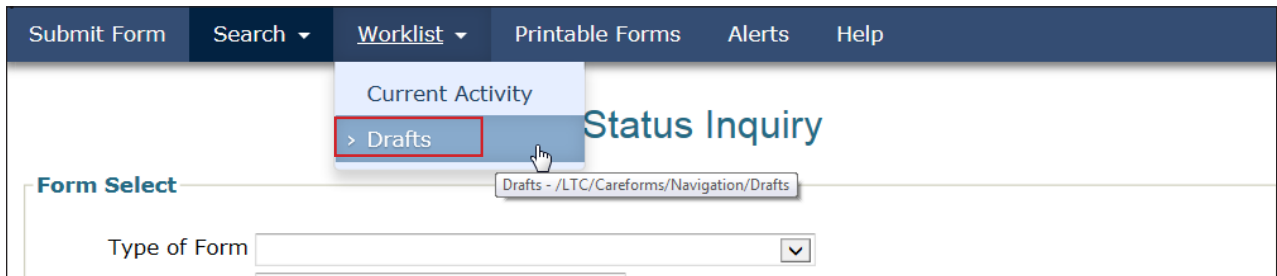 Submit Form Search Worklist Printable Forms Alerts Help
Current Activity
> Drafts
Status Inquiry
Drafts - /LTC/Careforms/Navigation/Drafts
Form Select
Type of Form